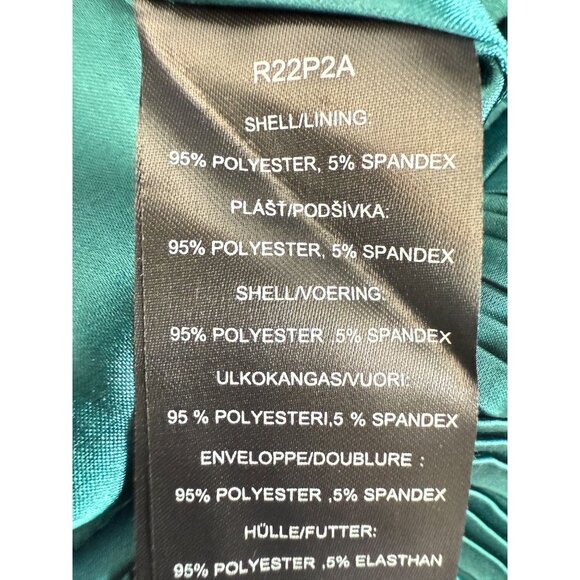 R22P2A
SHELL/LINING:
95% POLYESTER, 5% SPANDEX
PLÁŠŤ/PODŠÍVKA:
95% POLYESTER, 5% SPANDEX
SHELL/VOERING:
95% POLYESTER ,5% SPANDEX
ULKOKANGAS/VUORI:
95 % POLYESTERI,5 % SPANDEX
ENVELOPPE/DOUBLURE :
95% POLYESTER ,5% SPANDEX
HÜLLE/FUTTER:
95% POLYESTER ,5% ELASTHAN